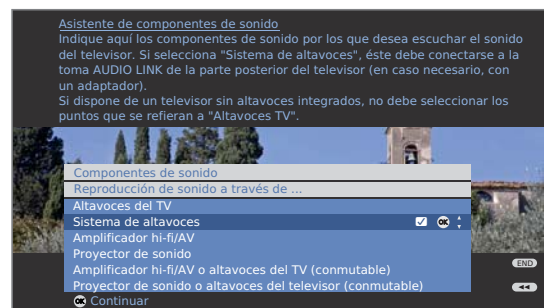 Asistente de componentes de sonido
Indique aquí los componentes de sonido por los que desea escuchar el sonido
del televisor. Si selecciona "Sistema de altavoces", éste debe conectarse a la
toma AUDIO LINK de la parte posterior del televisor (en caso necesario, con
un adaptador).
Si dispone de un televisor sin altavoces integrados, no debe seleccionar los
puntos que se refieran a "Altavoces TV".
Componentes de sonido
Reproducción de sonido a través de ...
Altavoces del TV
Sistema de altavoces OK
Amplificador hi-fi/AV
Proyector de sonido
Amplificador hi-fi/AV o altavoces del TV (conmutable)
Proyector de sonido o altavoces del televisor (conmutable)
OK Continuar
END